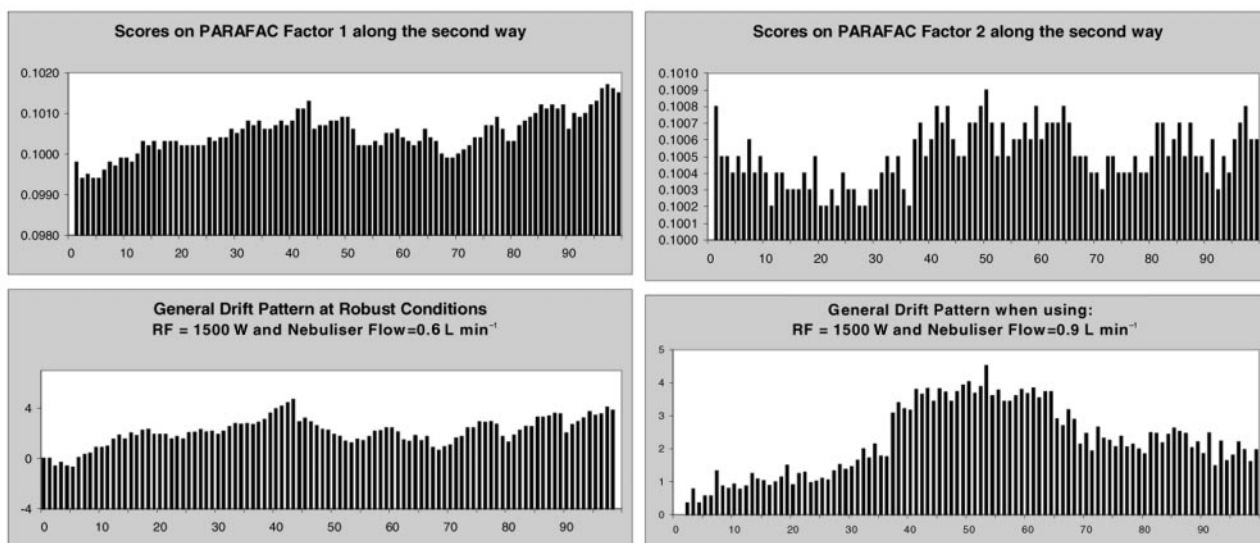 Scores on PARAFAC Factor 1 along the second way
0.1020
0.1010
0.1000
0.0990
0.0980
0 10 20 30 40 50 60 70 80 90
Scores on PARAFAC Factor 2 along the second way
0.1010
0.1009
0.1008
0.1007
0.1006
0.1005
0.1004
0.1003
0.1002
0.1001
0.1000
0 10 20 30 40 50 60 70 80 90
General Drift Pattern at Robust Conditions
RF = 1500 W and Nebuliser Flow=0.6 L min⁻¹
4
0
-4
0 10 20 30 40 50 60 70 80 90
General Drift Pattern when using:
RF = 1500 W and Nebuliser Flow=0.9 L min⁻¹
5
4
3
2
1
0
0 10 20 30 40 50 60 70 80 90